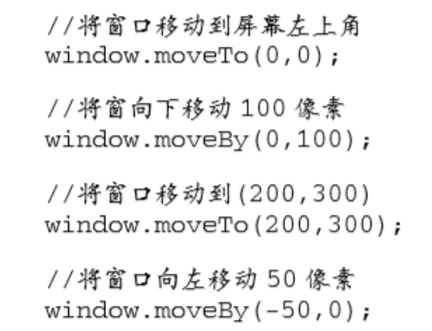 //将窗口移动到屏幕左上角
window.moveTo(0,0);
//将窗向下移动 100 像素
window.moveBy(0,100);
//将窗口移动到(200,300)
window.moveTo(200,300);
//将窗口向左移动 50 像素
window.moveBy(-50,0);